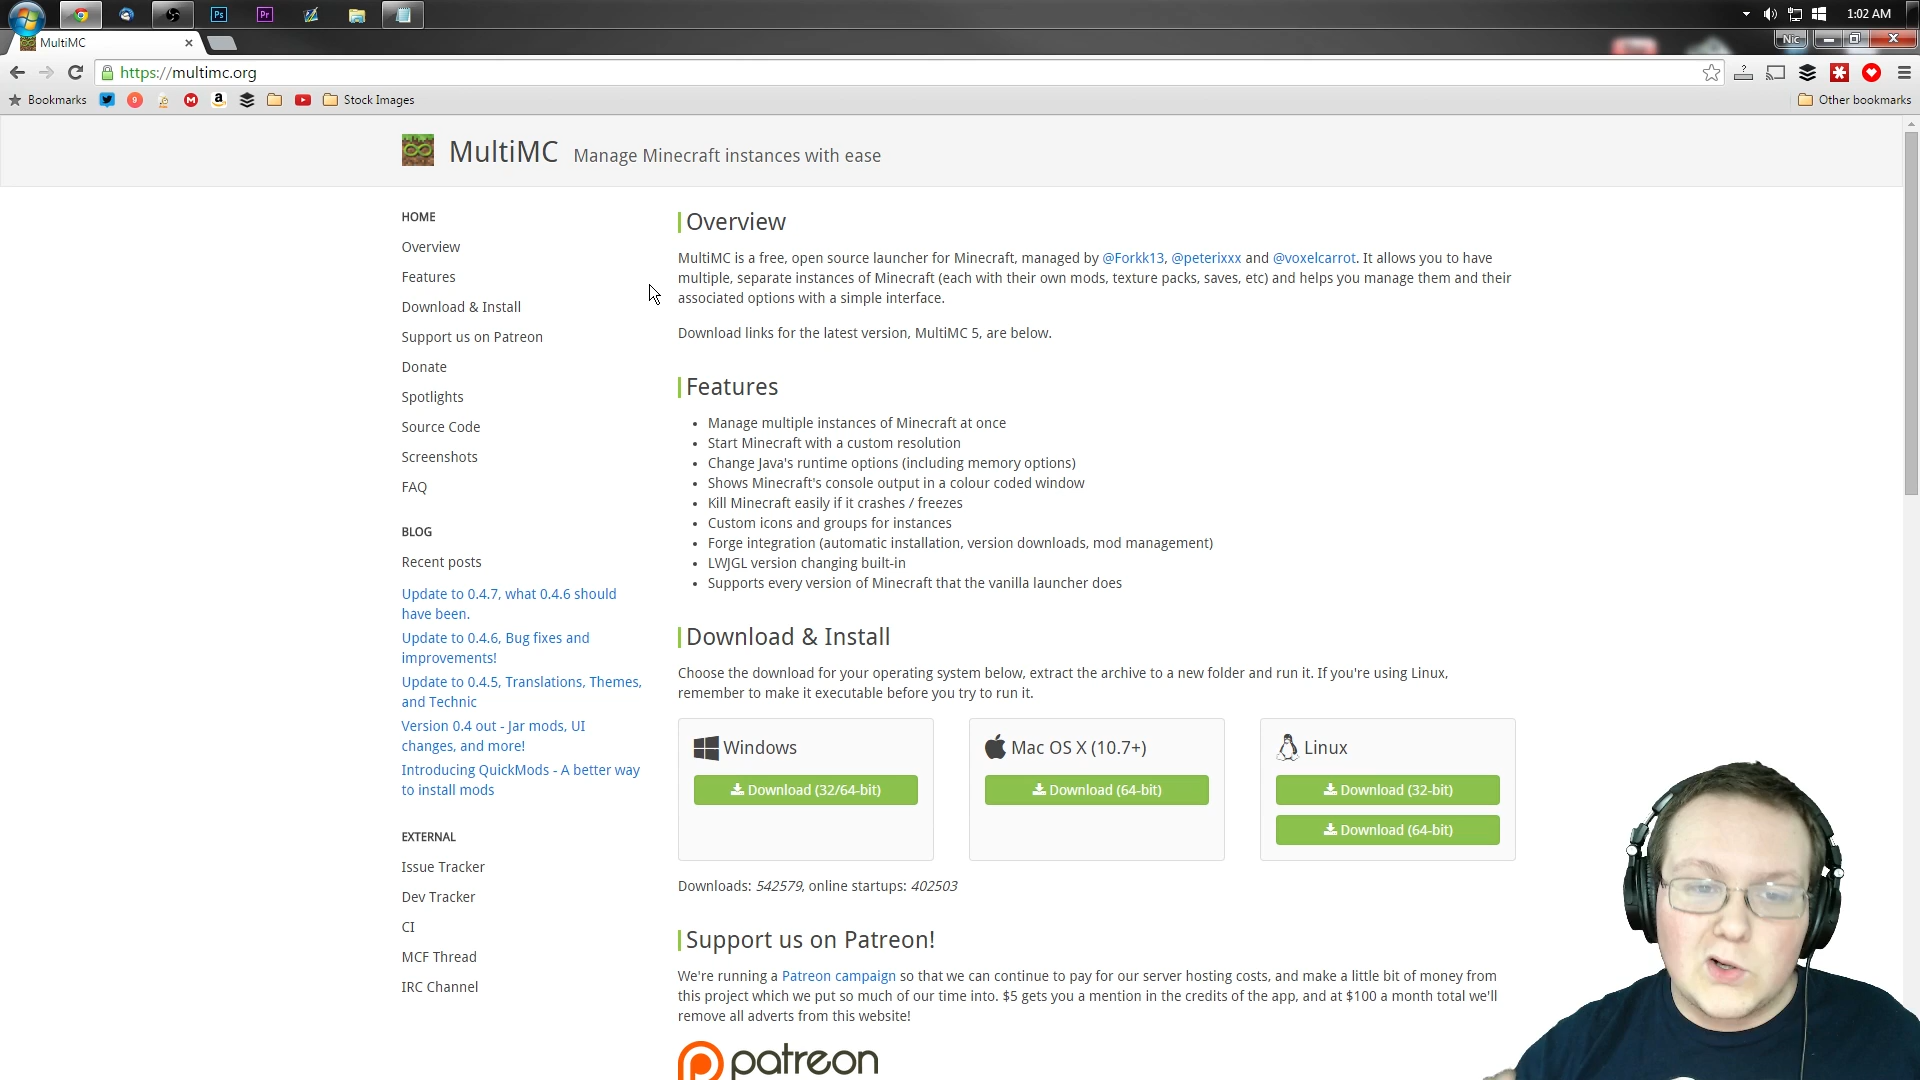 Ps
Pr
1:02 AM
MultiMC
Nic
https://multimc.org
Bookmarks
9
M
a
Stock Images
Other bookmarks
MultiMC Manage Minecraft instances with ease
HOME
Overview
Features
Download & Install
Support us on Patreon
Donate
Spotlights
Source Code
Screenshots
FAQ
BLOG
Recent posts
Update to 0.4.7, what 0.4.6 should
have been.
Update to 0.4.6, Bug fixes and
improvements!
Update to 0.4.5, Translations, Themes,
and Technic
Version 0.4 out - Jar mods, UI
changes, and more!
Introducing QuickMods - A better way
to install mods
EXTERNAL
Issue Tracker
Dev Tracker
CI
MCF Thread
IRC Channel
Overview
MultiMC is a free, open source launcher for Minecraft, managed by @Forkk13, @peterixxx and @voxelcarrot. It allows you to have
multiple, separate instances of Minecraft (each with their own mods, texture packs, saves, etc) and helps you manage them and their
associated options with a simple interface.
Download links for the latest version, MultiMC 5, are below.
Features
• Manage multiple instances of Minecraft at once
• Start Minecraft with a custom resolution
• Change Java's runtime options (including memory options)
• Shows Minecraft's console output in a colour coded window
• Kill Minecraft easily if it crashes / freezes
• Custom icons and groups for instances
• Forge integration (automatic installation, version downloads, mod management)
• LWJGL version changing built-in
• Supports every version of Minecraft that the vanilla launcher does
Download & Install
Choose the download for your operating system below, extract the archive to a new folder and run it. If you're using Linux,
remember to make it executable before you try to run it.
Windows
Download (32/64-bit)
Mac OS X (10.7+)
Download (64-bit)
Linux
Download (32-bit)
Download (64-bit)
Downloads: 542579, online startups: 402503
Support us on Patreon!
We're running a Patreon campaign so that we can continue to pay for our server hosting costs, and make a little bit of money from
this project which we put so much of our time into. $5 gets you a mention in the credits of the app, and at $100 a month total we'll
remove all adverts from this website!
patreon